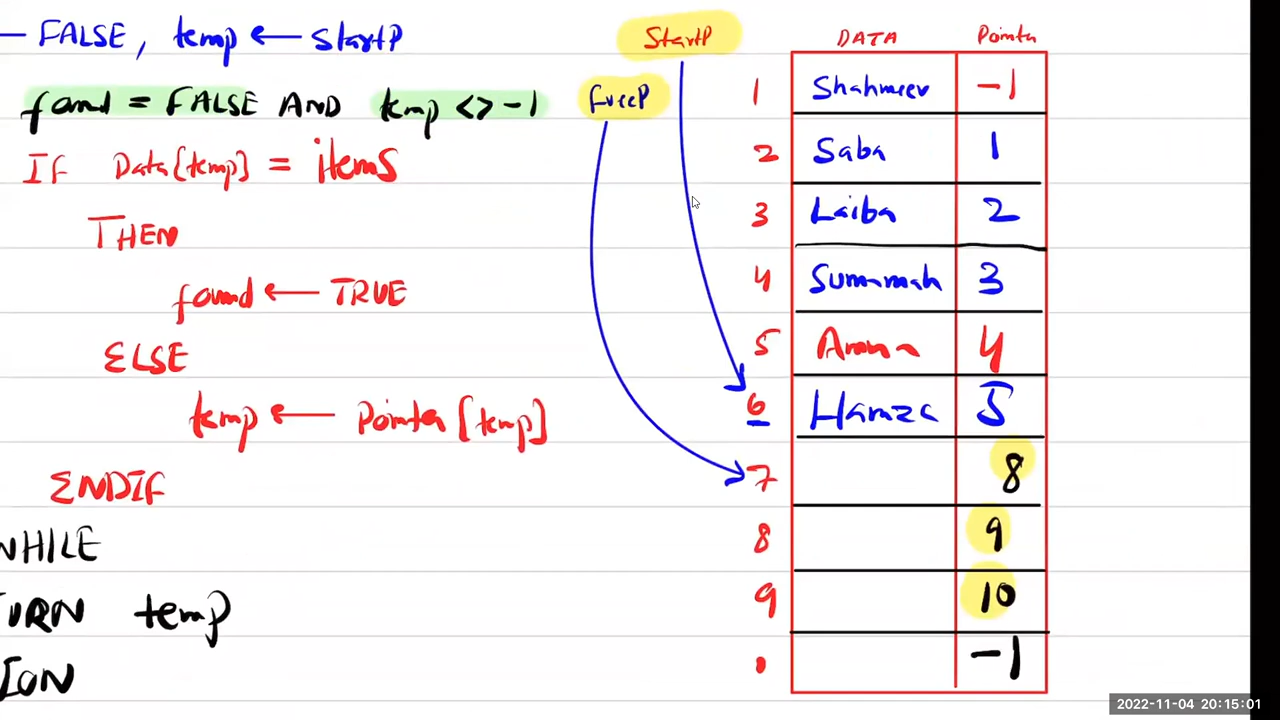 — FALSE, temp ← startP
found = FALSE AND temp <> -1
IF Data[temp] = items
THEN
found ← TRUE
ELSE
temp ← Pointer[temp]
ENDIF
WHILE
TURN temp
ION
StartP
FreeP
DATA Pointer
1 Shahmeer -1
2 Saba 1
3 Laiba 2
4 Summah 3
5 Amna 4
6 Hamza 5
7 8
8 9
9 10
0 -1
2022-11-04 20:15:01